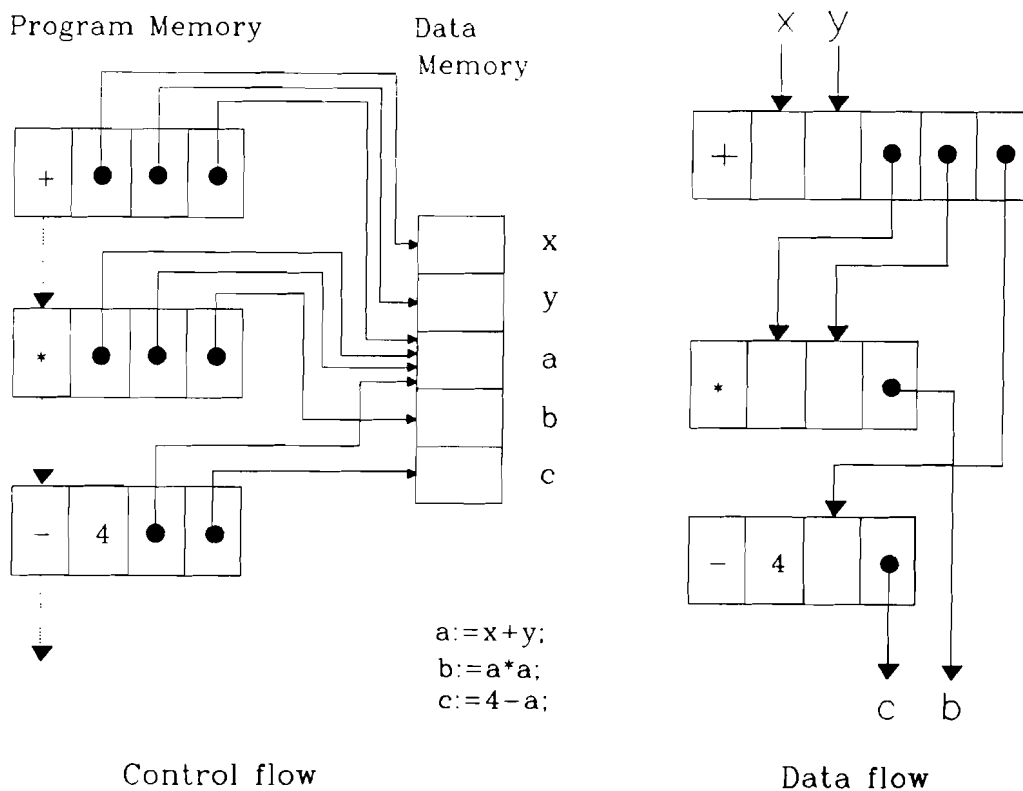 Program Memory
Data
Memory
+
*
- 4
x
y
a
b
c
a:=x+y;
b:=a*a;
c:=4-a;
Control flow
x y
+
*
- 4
c b
Data flow